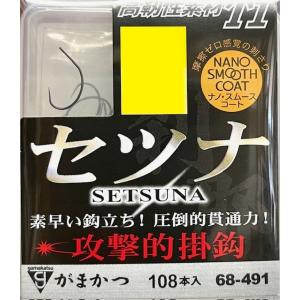 高靭性素材 T1
摩擦ゼロ感覚の刺さり
NANO
SMOOTH
COAT
ナノ・スムース
コート
セツナ
SETSUNA
素早い鈎立ち！圧倒的貫通力！
攻撃的掛鈎
gamakatsu
がまかつ
108本入
68-491